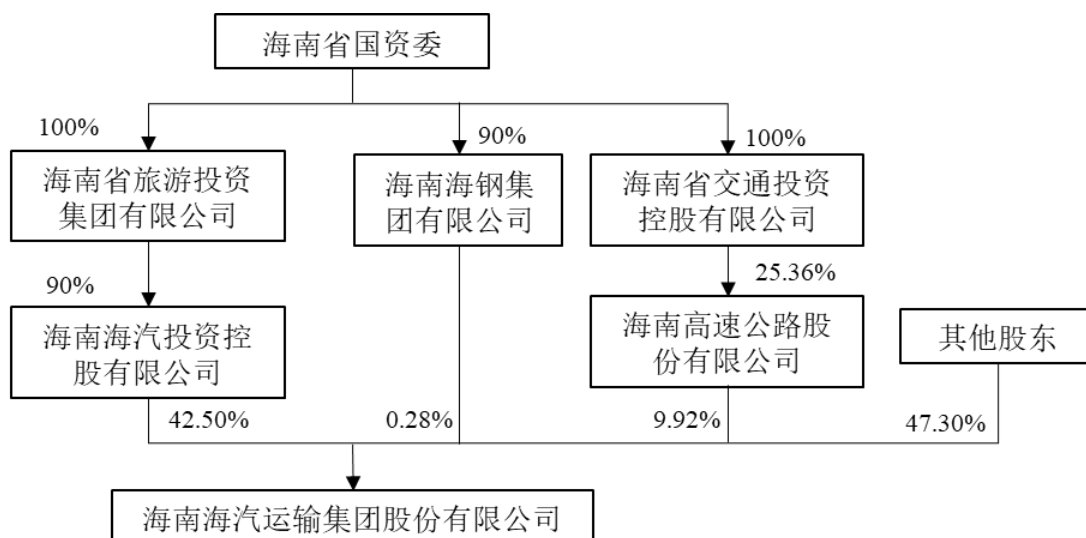 海南省国资委
100%
90%
100%
海南省旅游投资
集团有限公司
海南海钢集
团有限公司
海南省交通投资
控股有限公司
90%
25.36%
海南海汽投资控
股有限公司
海南高速公路股
份有限公司
其他股东
42.50%
0.28%
9.92%
47.30%
海南海汽运输集团股份有限公司